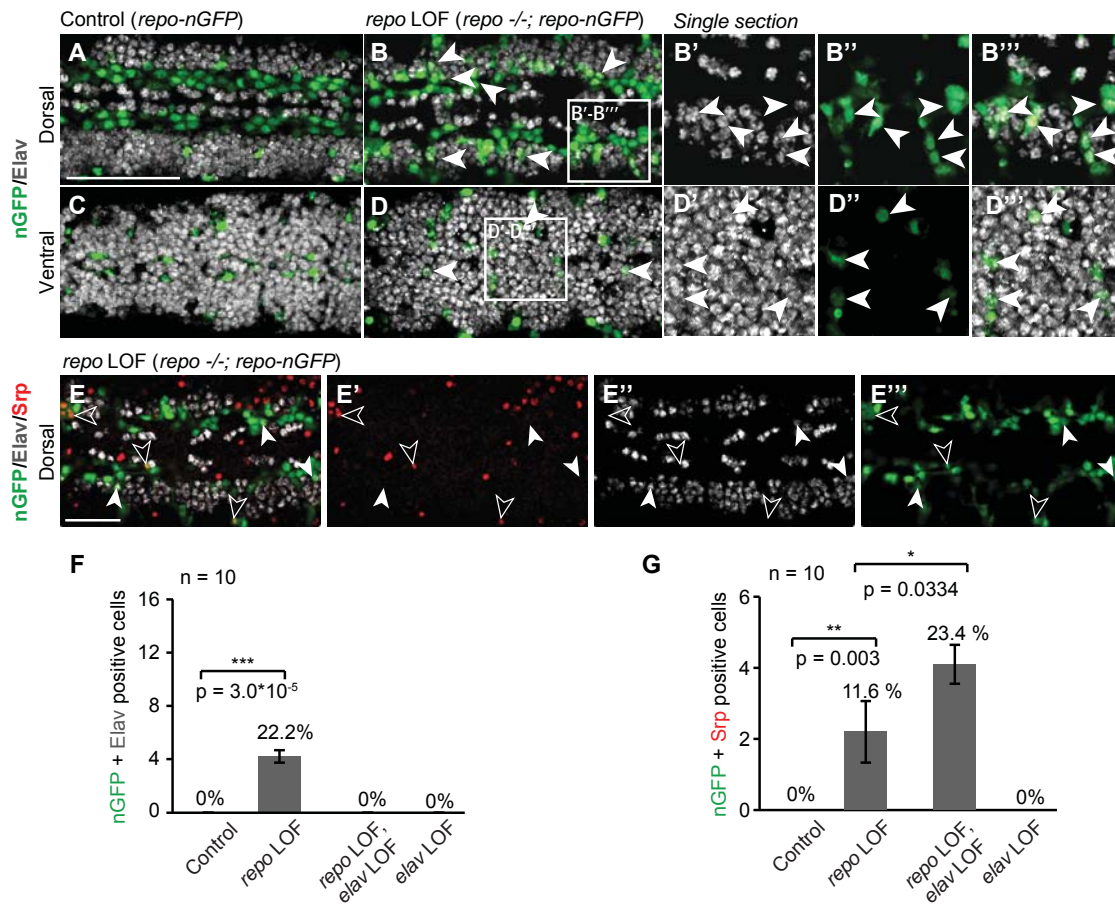 Control (repo-nGFP)
repo LOF (repo -/-; repo-nGFP)
Single section
nGFP/Elav
Dorsal
A
B
B'-B'''
B'
B''
B'''
Ventral
C
D
D'-D'''
D'
D''
D'''
repo LOF (repo -/-; repo-nGFP)
nGFP/Elav/Srp
Dorsal
E
E'
E''
E'''
F
n = 10
nGFP + Elav positive cells
16
12
8
4
0
***
p = 3.0*10-5
0%
22.2%
0%
0%
Control
repo LOF
repo LOF,
elav LOF
elav LOF
G
n = 10
nGFP + Srp positive cells
6
4
2
0
*
p = 0.0334
**
p = 0.003
0%
11.6 %
23.4 %
0%
Control
repo LOF
repo LOF,
elav LOF
elav LOF